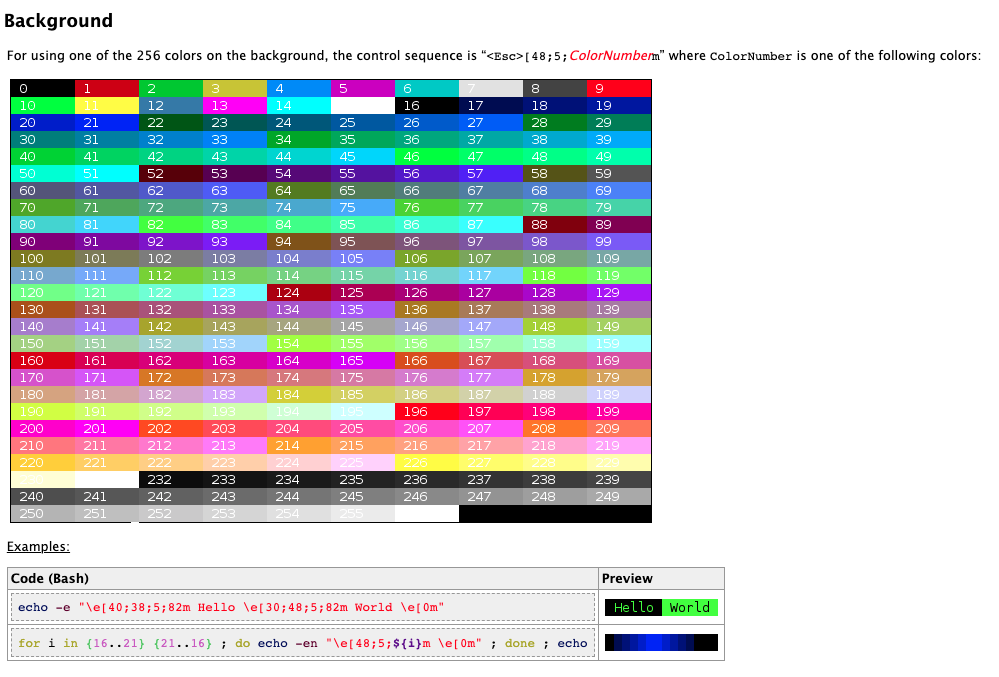 Background
For using one of the 256 colors on the background, the control sequence is “<Esc>[48;5;ColorNumberm” where ColorNumber is one of the following colors:
0 1 2 3 4 5 6 7 8 9
10 11 12 13 14 16 17 18 19
20 21 22 23 24 25 26 27 28 29
30 31 32 33 34 35 36 37 38 39
40 41 42 43 44 45 46 47 48 49
50 51 52 53 54 55 56 57 58 59
60 61 62 63 64 65 66 67 68 69
70 71 72 73 74 75 76 77 78 79
80 81 82 83 84 85 86 87 88 89
90 91 92 93 94 95 96 97 98 99
100 101 102 103 104 105 106 107 108 109
110 111 112 113 114 115 116 117 118 119
120 121 122 123 124 125 126 127 128 129
130 131 132 133 134 135 136 137 138 139
140 141 142 143 144 145 146 147 148 149
150 151 152 153 154 155 156 157 158 159
160 161 162 163 164 165 166 167 168 169
170 171 172 173 174 175 176 177 178 179
180 181 182 183 184 185 186 187 188 189
190 191 192 193 194 195 196 197 198 199
200 201 202 203 204 205 206 207 208 209
210 211 212 213 214 215 216 217 218 219
220 221 222 223 224 225 226 227 228 229
232 233 234 235 236 237 238 239
240 241 242 243 244 245 246 247 248 249
250 251 252 253 254 255
Examples:
Code (Bash) Preview
echo -e "\e[40;38;5;82m Hello \e[30;48;5;82m World \e[0m" Hello World
for i in {16..21} {21..16} ; do echo -en "\e[48;5;${i}m \e[0m" ; done ; echo